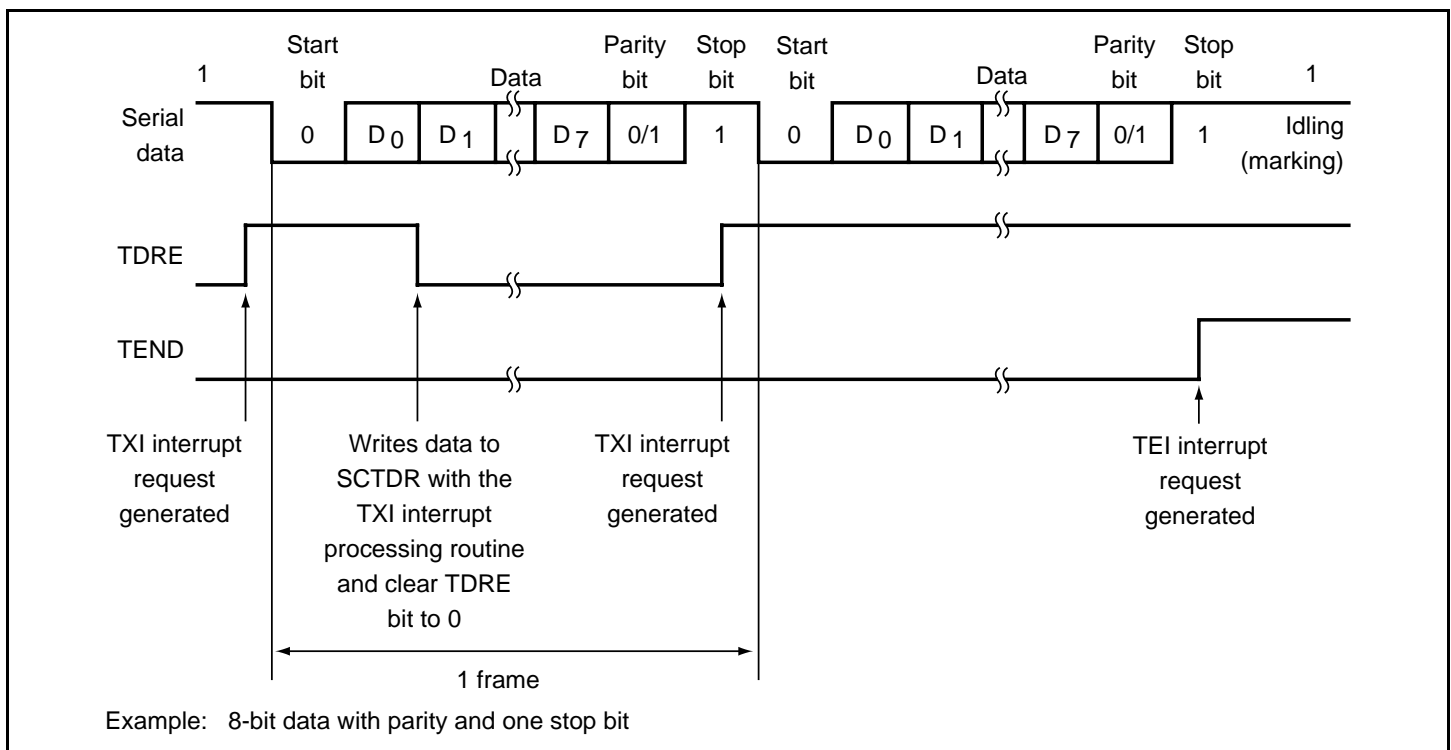 Start Parity Stop Start Parity Stop
1 bit Data bit bit bit Data bit bit 1
Serial data 0 D0 D1 D7 0/1 1 0 D0 D1 D7 0/1 1 Idling (marking)
TDRE
TEND
TXI interrupt
request
generated
Writes data to
SCTDR with the
TXI interrupt
processing routine
and clear TDRE
bit to 0
TXI interrupt
request
generated
TEI interrupt
request
generated
1 frame
Example: 8-bit data with parity and one stop bit